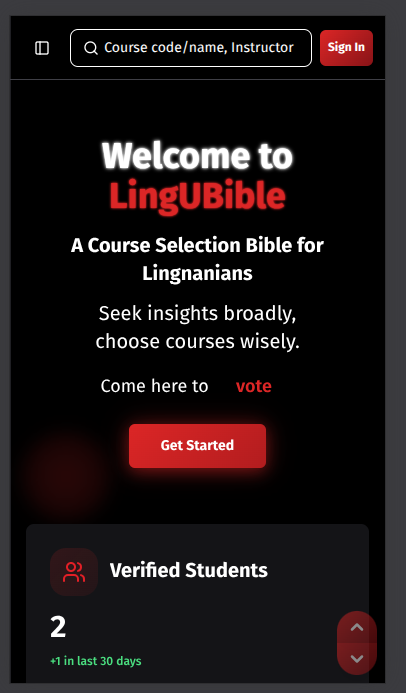 Course code/name, Instructor
Sign In
Welcome to
LingUBible
A Course Selection Bible for
Lingnanians
Seek insights broadly,
choose courses wisely.
Come here to vote
Get Started
Verified Students
2
+1 in last 30 days